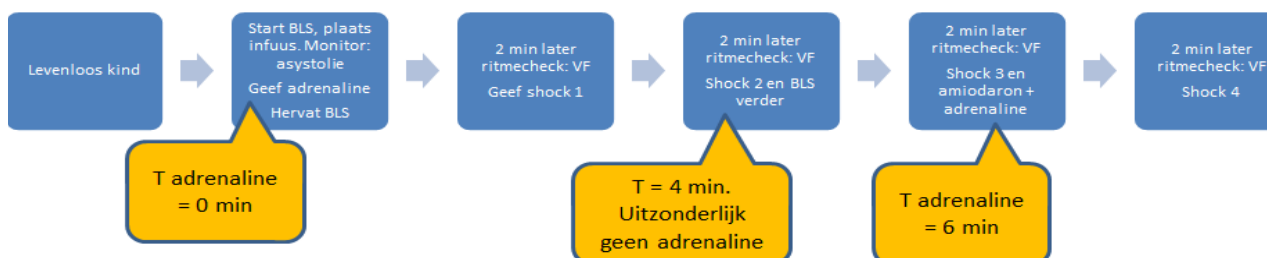 Levenloos kind
Start BLS, plaats
infuus. Monitor:
asystolie
Geef adrenaline
Hervat BLS
T adrenaline
= 0 min
2 min later
ritmecheck: VF
Geef shock 1
2 min later
ritmecheck: VF
Shock 2 en BLS
verder
T = 4 min.
Uitzonderlijk
geen adrenaline
2 min later
ritmecheck: VF
Shock 3 en
amiodaron +
adrenaline
T adrenaline
= 6 min
2 min later
ritmecheck: VF
Shock 4